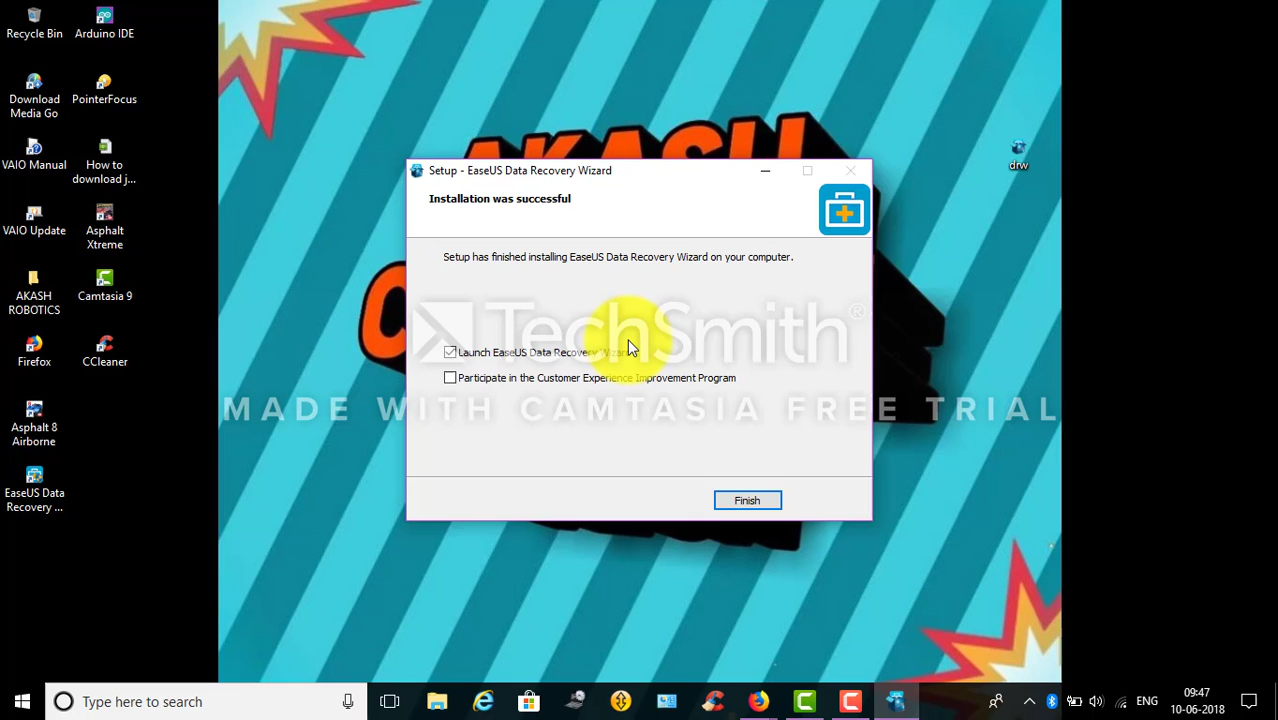 Recycle Bin
Arduino IDE
Download Media Go
PointerFocus
VAIO Manual
How to download j...
VAIO Update
Asphalt Xtreme
AKASH ROBOTICS
Camtasia 9
Firefox
CCleaner
Asphalt 8 Airborne
EaseUS Data Recovery ...
drw
AKASH
Setup - EaseUS Data Recovery Wizard
Installation was successful
Setup has finished installing EaseUS Data Recovery Wizard on your computer.
TechSmith®
Launch EaseUS Data Recovery Wizard
Participate in the Customer Experience Improvement Program
MADE WITH CAMTASIA FREE TRIAL
Finish
Type here to search
ENG
09:47
10-06-2018